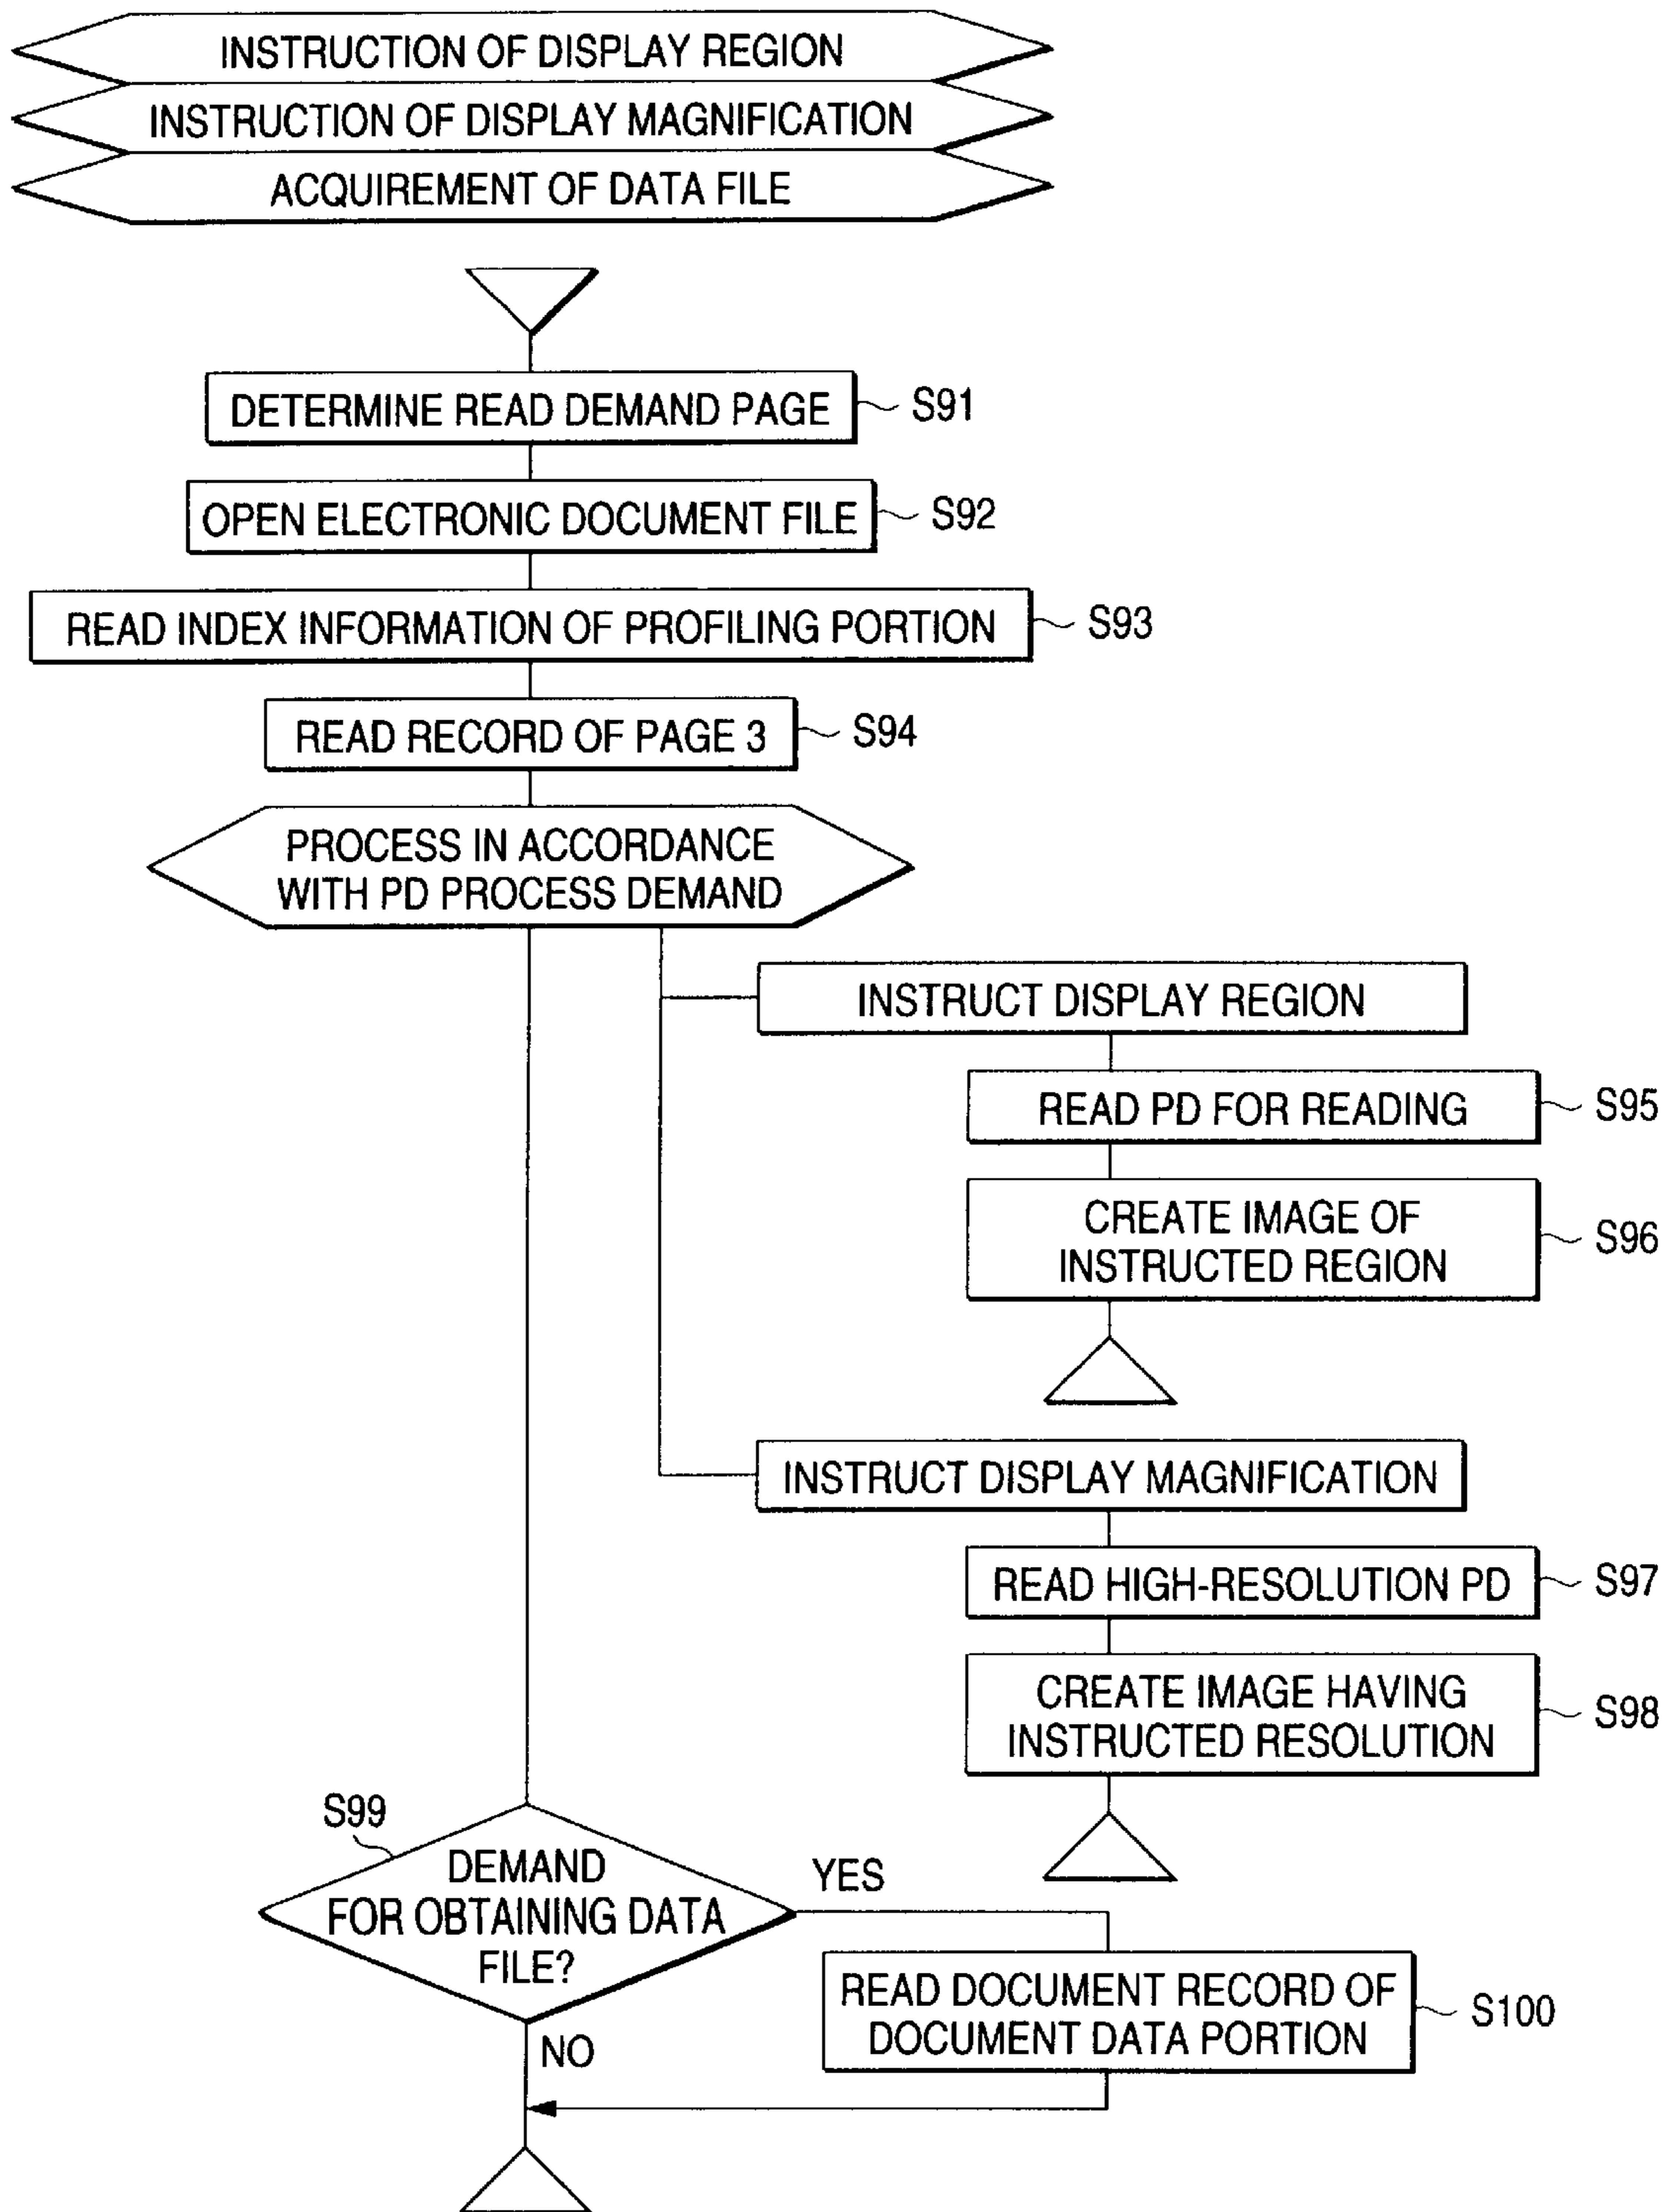 INSTRUCTION OF DISPLAY REGION
INSTRUCTION OF DISPLAY MAGNIFICATION
ACQUIREMENT OF DATA FILE
DETERMINE READ DEMAND PAGE
S91
OPEN ELECTRONIC DOCUMENT FILE
S92
READ INDEX INFORMATION OF PROFILING PORTION
S93
READ RECORD OF PAGE 3
S94
PROCESS IN ACCORDANCE
WITH PD PROCESS DEMAND
INSTRUCT DISPLAY REGION
READ PD FOR READING
S95
CREATE IMAGE OF
INSTRUCTED REGION
S96
INSTRUCT DISPLAY MAGNIFICATION
READ HIGH-RESOLUTION PD
S97
CREATE IMAGE HAVING
INSTRUCTED RESOLUTION
S98
S99
DEMAND
FOR OBTAINING DATA
FILE?
YES
READ DOCUMENT RECORD OF
DOCUMENT DATA PORTION
S100
NO